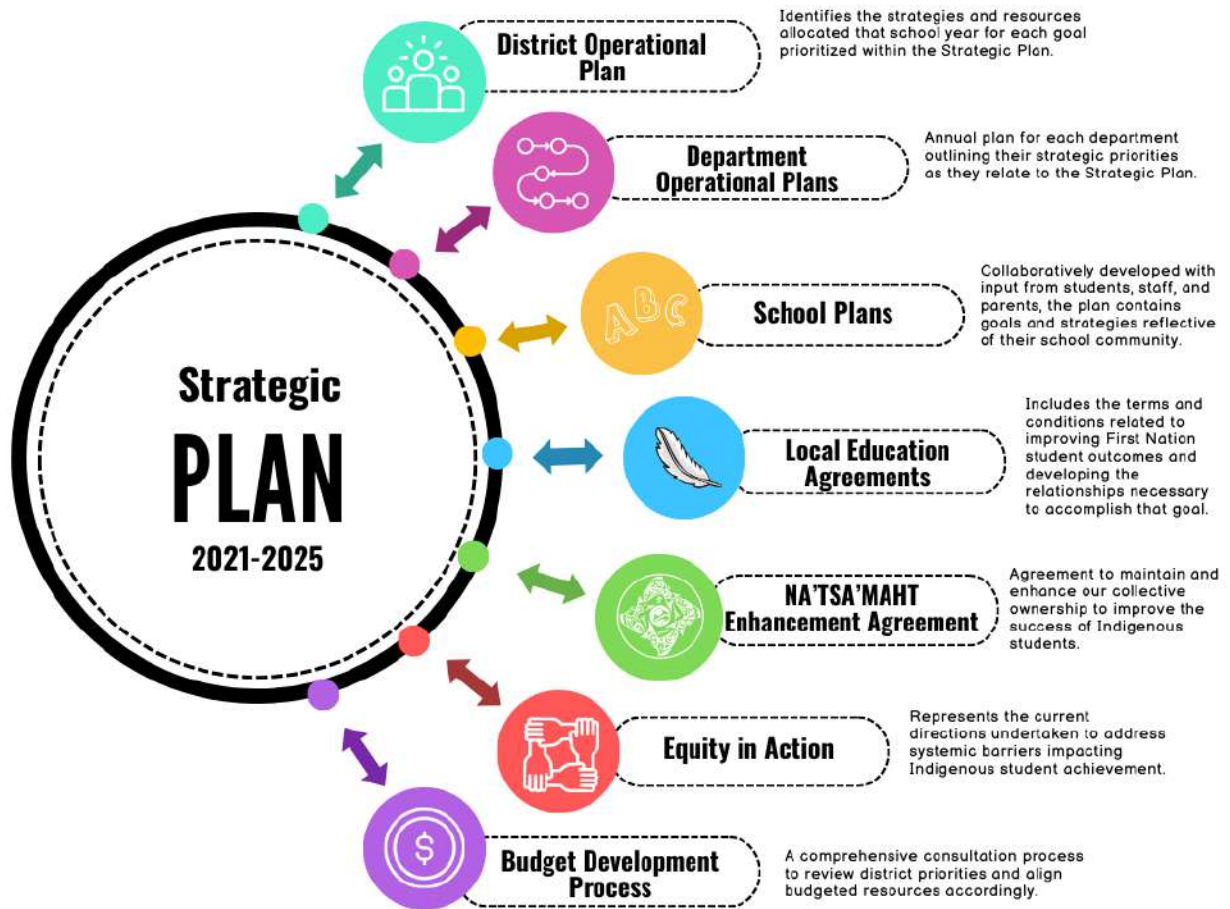 District Operational
Plan
Identifies the strategies and resources
allocated that school year for each goal
prioritized within the Strategic Plan.
Department
Operational Plans
Annual plan for each department
outlining their strategic priorities
as they relate to the Strategic Plan.
ABC
School Plans
Collaboratively developed with
input from students, staff, and
parents, the plan contains
goals and strategies reflective
of their school community.
Strategic
PLAN
2021-2025
Local Education
Agreements
Includes the terms and
conditions related to
improving First Nation
student outcomes and
developing the
relationships necessary
to accomplish that goal.
NA'TSA'MAHT
Enhancement Agreement
Agreement to maintain and
enhance our collective
ownership to improve the
success of Indigenous
students.
Equity in Action
Represents the current
directions undertaken to address
systemic barriers impacting
Indigenous student achievement.
$
Budget Development
Process
A comprehensive consultation process
to review district priorities and align
budgeted resources accordingly.